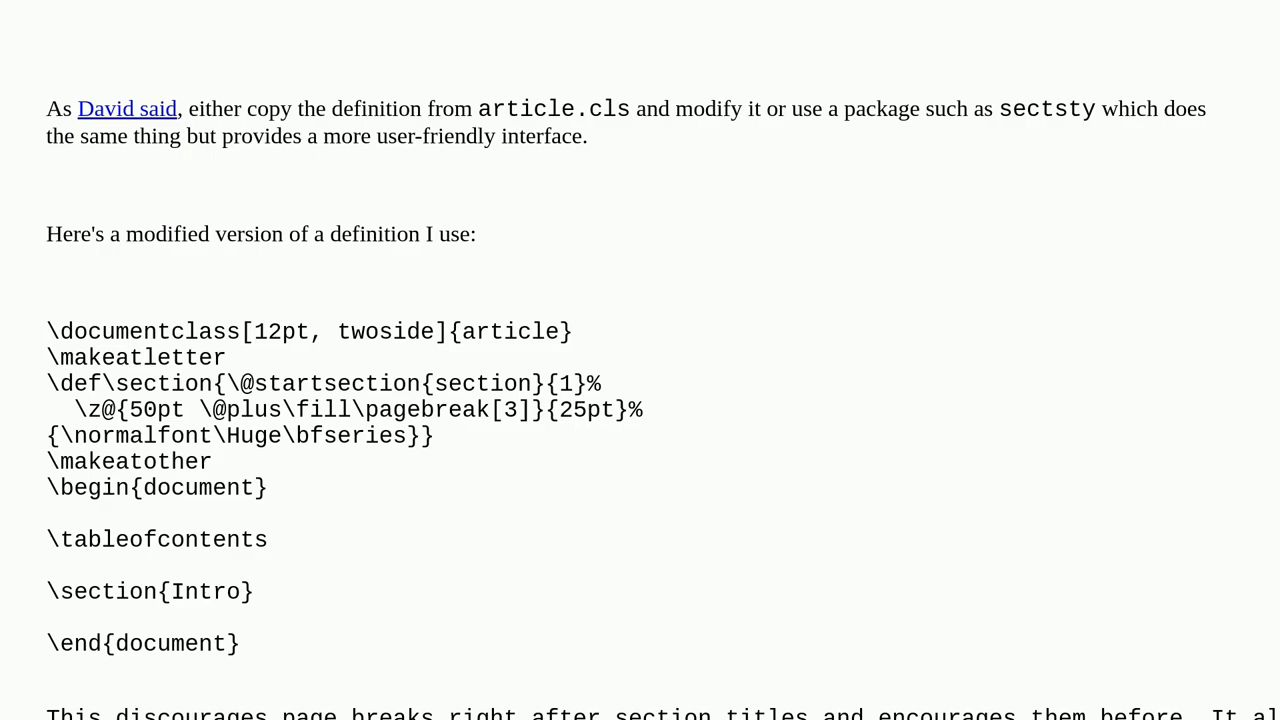 As David said, either copy the definition from article.cls and modify it or use a package such as sectsty which does
the same thing but provides a more user-friendly interface.
Here's a modified version of a definition I use:
\documentclass[12pt, twoside]{article}
\makeatletter
\def\section{\@startsection{section}{1}%
  \z@{50pt \@plus\fill\pagebreak[3]}{25pt}%
{\normalfont\Huge\bfseries}}
\makeatother
\begin{document}
\tableofcontents
\section{Intro}
\end{document}
This discourages page breaks right after section titles and encourages them before. It al